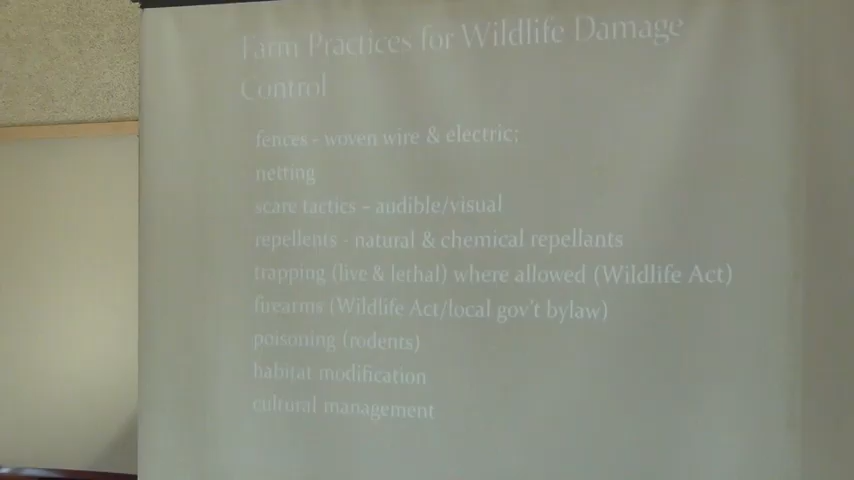 Farm Practices for Wildlife Damage
Control
fences - woven wire & electric;
netting
scare tactics - audible/visual
repellents - natural & chemical repellants
trapping (live & lethal) where allowed (Wildlife Act)
firearms (Wildlife Act/local gov't bylaw)
poisoning (rodents)
habitat modification
cultural management